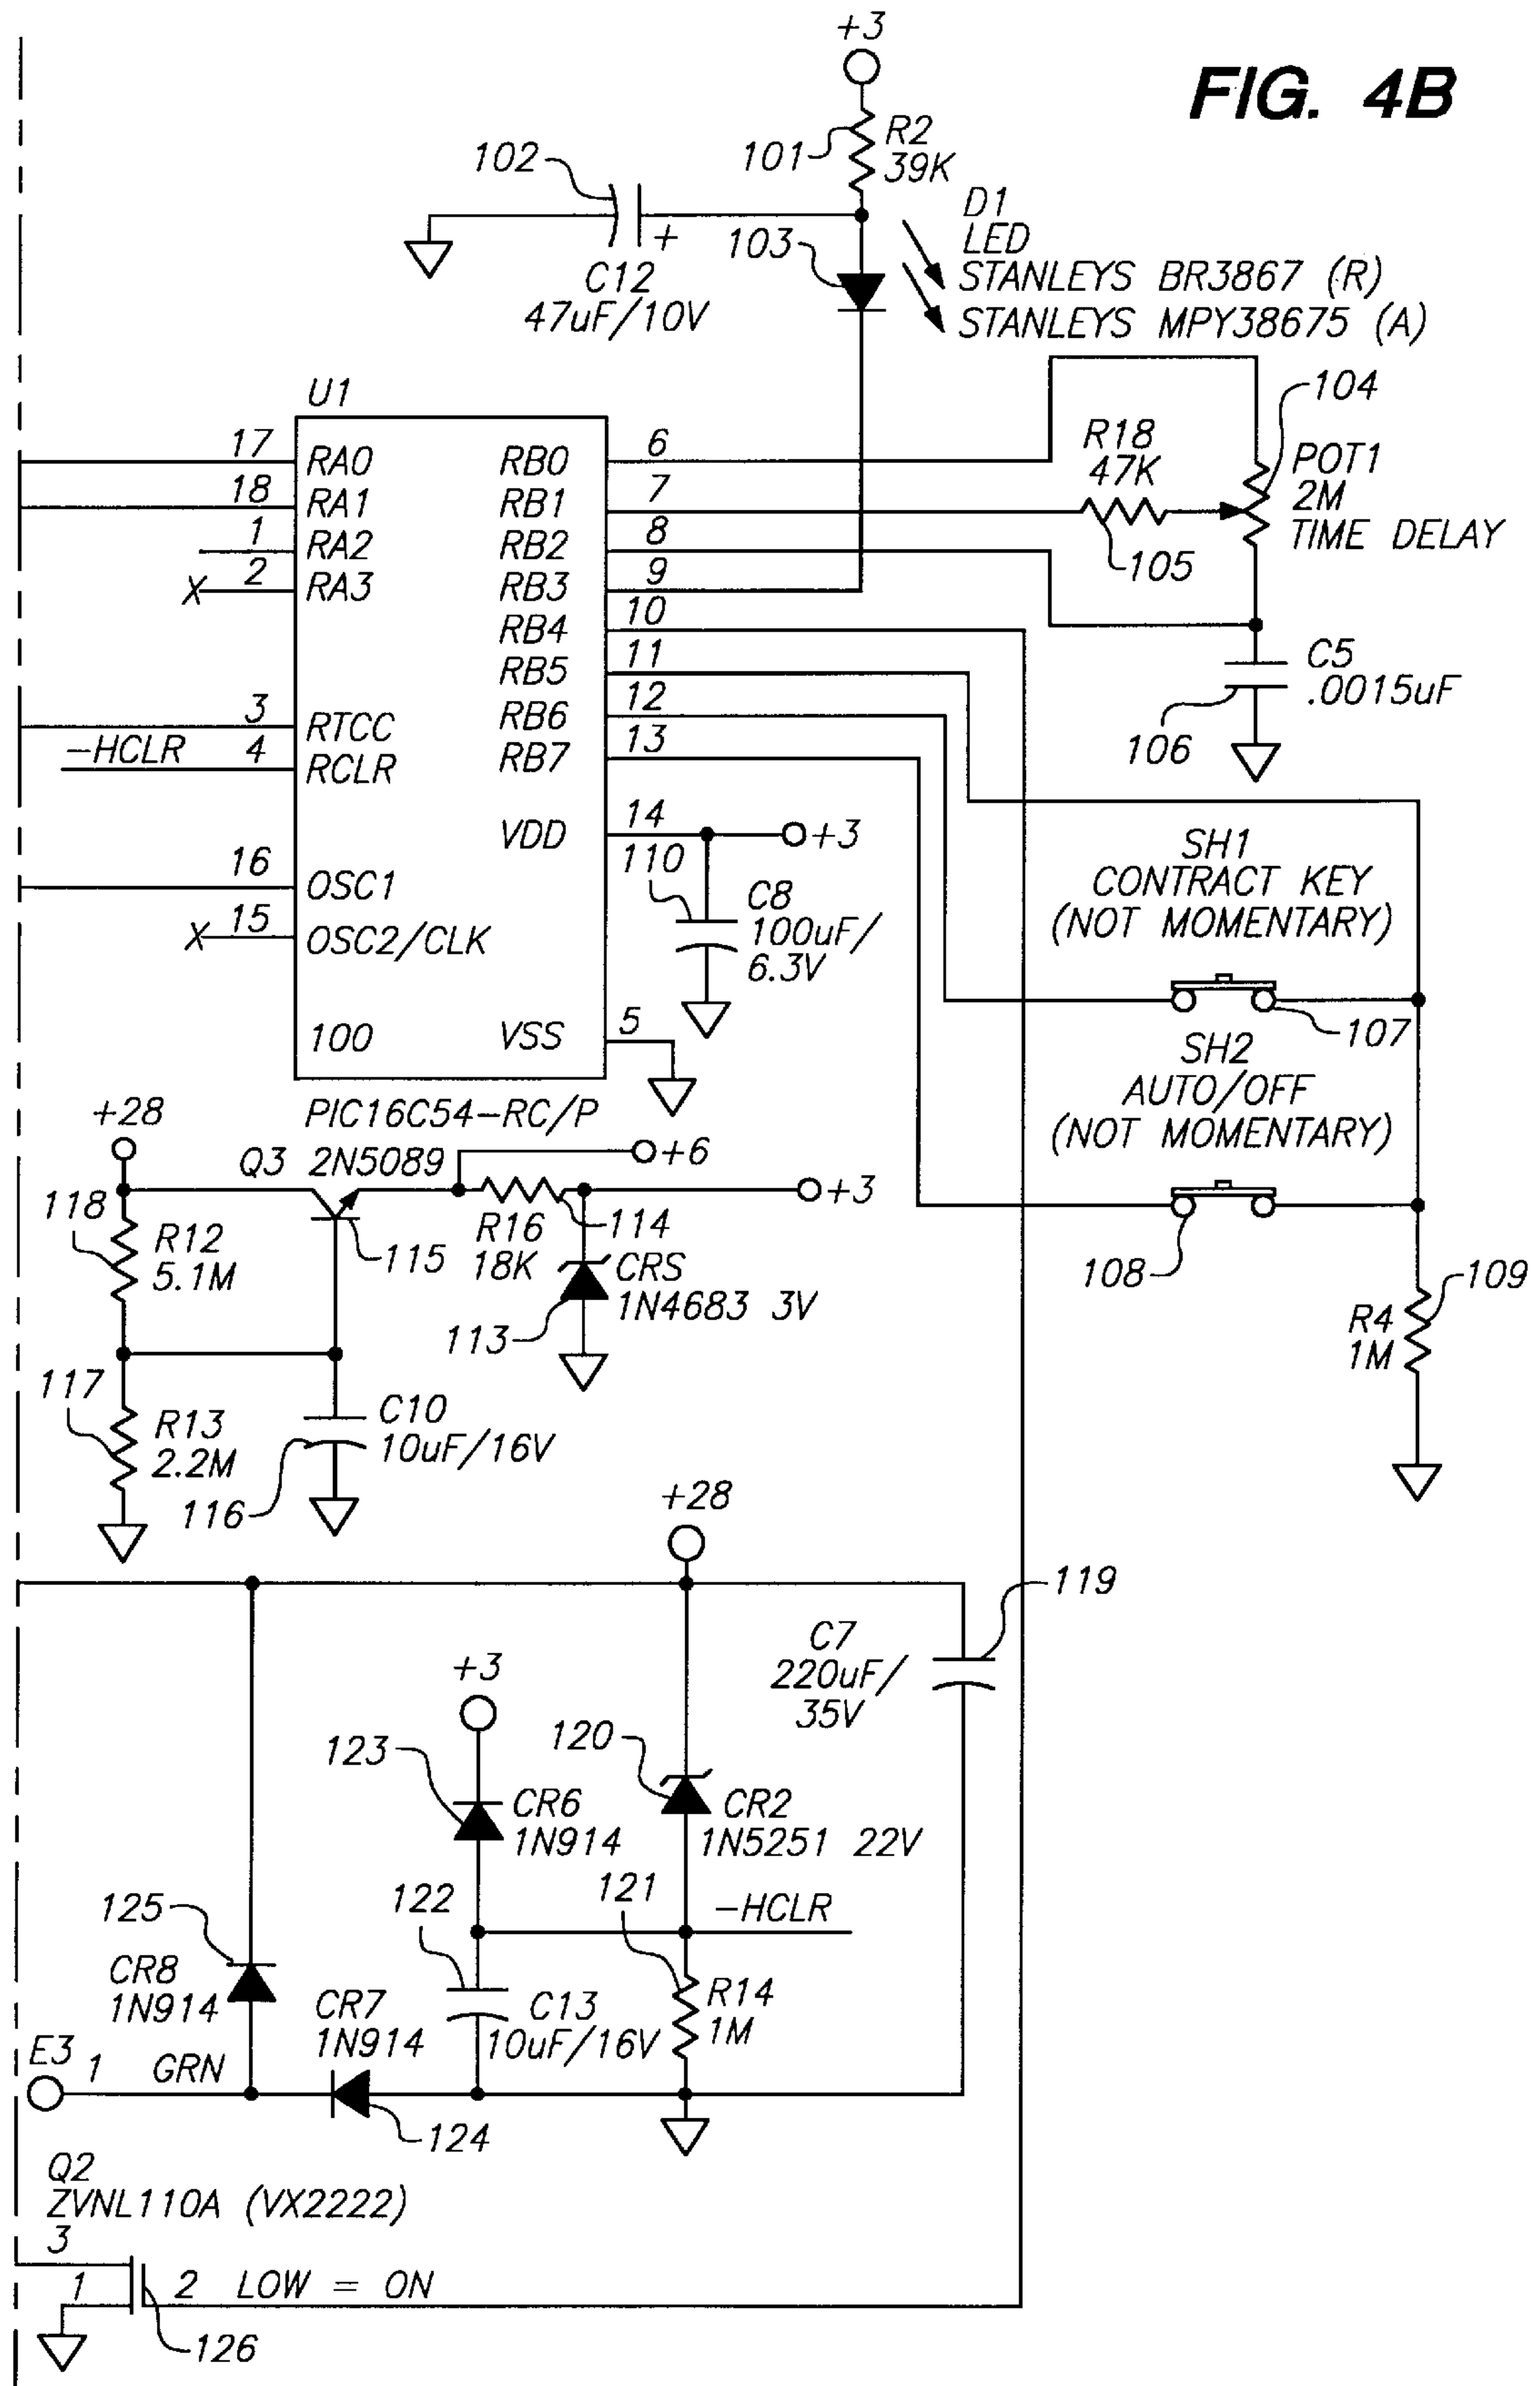 +3
FIG. 4B
101
R2
39K
102
D1
LED
STANLEYS BR3867 (R)
STANLEYS MPY38675 (A)
103
+
C12
47uF/10V
U1
104
R18
47K
POT1
2M
TIME DELAY
105
17 RA0
18 RA1
1 RA2
X 2 RA3
3 RTCC
-HCLR 4 RCLR
16 OSC1
X 15 OSC2/CLK
100
RB0 6
RB1 7
RB2 8
RB3 9
RB4 10
RB5 11
RB6 12
RB7 13
VDD 14
VSS 5
C5
.0015uF
106
+3
110
C8
100uF/
6.3V
SH1
CONTRACT KEY
(NOT MOMENTARY)
107
SH2
AUTO/OFF
(NOT MOMENTARY)
108
109
R4
1M
PIC16C54-RC/P
+28
Q3 2N5089
+6
+3
118
R12
5.1M
115
R16
18K
114
CRS
1N4683 3V
113
117
R13
2.2M
C10
10uF/16V
116
+28
119
C7
220uF/
35V
+3
123
CR6
1N914
120
CR2
1N5251 22V
125
CR8
1N914
122
121
-HCLR
CR7
1N914
C13
10uF/16V
R14
1M
E3
1 GRN
124
Q2
ZVNL110A (VX2222)
3
1
2 LOW = ON
126